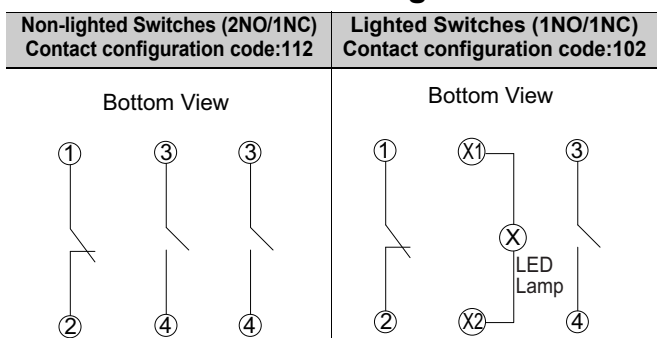 Non-lighted Switches (2NO/1NC)
Contact configuration code:112
Lighted Switches (1NO/1NC)
Contact configuration code:102
Bottom View
Bottom View
1 3 3
1 X1 3
X
LED
Lamp
2 4 4
2 X2 4